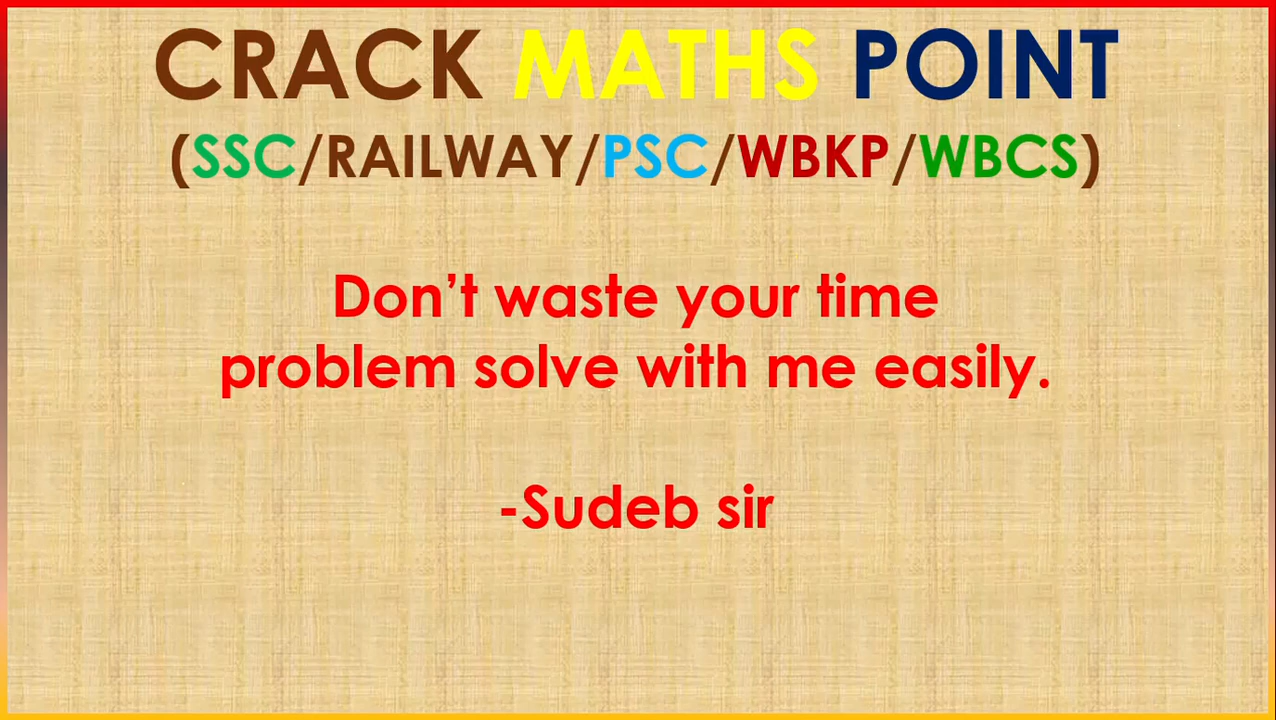 CRACK MATHS POINT
(SSC/RAILWAY/PSC/WBKP/WBCS)
Don’t waste your time
problem solve with me easily.
-Sudeb sir